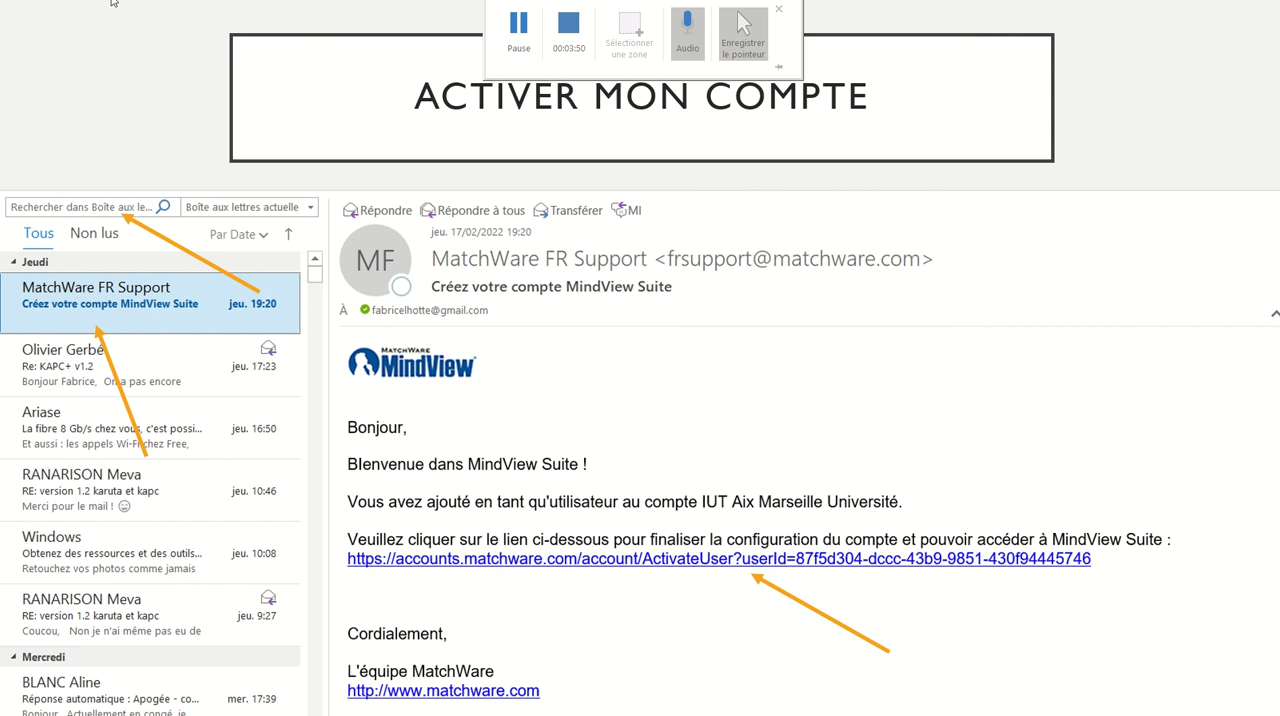 Pause
00:03:50
Sélectionner
une zone
Audio
Enregistrer
le pointeur
ACTIVER MON COMPTE
Rechercher dans Boîte aux le...
Boîte aux lettres actuelle
Tous Non lus
Par Date
Jeudi
MatchWare FR Support
Créez votre compte MindView Suite jeu. 19:20
Olivier Gerbé
Re: KAPC+ v1.2 jeu. 17:23
Bonjour Fabrice, On a pas encore
Ariase
La fibre 8 Gb/s chez vous, c'est possi... jeu. 16:50
Et aussi : les appels Wi-Fi chez Free,
RANARISON Meva
RE: version 1.2 karuta et kapc jeu. 10:46
Merci pour le mail !
Windows
Obtenez des ressources et des outils... jeu. 10:08
Retouchez vos photos comme jamais
RANARISON Meva
RE: version 1.2 karuta et kapc jeu. 9:27
Coucou, Non je n'ai même pas eu de
Mercredi
BLANC Aline
Réponse automatique : Apogée - co... mer. 17:39
Bonjour, Actuellement en congé, je
Répondre Répondre à tous Transférer MI
jeu. 17/02/2022 19:20
MF
MatchWare FR Support <frsupport@matchware.com>
Créez votre compte MindView Suite
À fabricelhotte@gmail.com
MATCHWARE
MindView
Bonjour,
BIenvenue dans MindView Suite !
Vous avez ajouté en tant qu'utilisateur au compte IUT Aix Marseille Université.
Veuillez cliquer sur le lien ci-dessous pour finaliser la configuration du compte et pouvoir accéder à MindView Suite :
https://accounts.matchware.com/account/ActivateUser?userId=87f5d304-dccc-43b9-9851-430f94445746
Cordialement,
L'équipe MatchWare
http://www.matchware.com